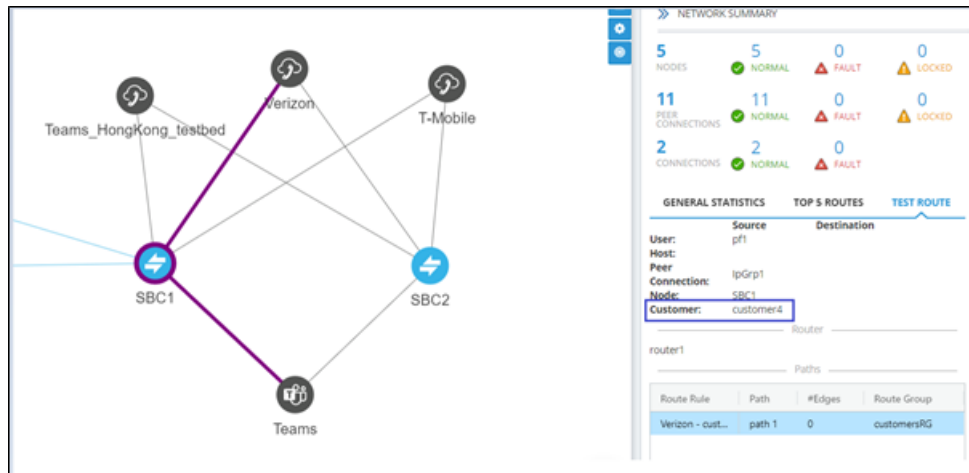 Verizon
Teams_HongKong_testbed
T-Mobile
SBC1
SBC2
Teams
NETWORK SUMMARY
5 5 0 0
NODES NORMAL FAULT LOCKED
11 11 0 0
PEER CONNECTIONS NORMAL FAULT LOCKED
2 2 0
CONNECTIONS NORMAL FAULT
GENERAL STATISTICS TOP 5 ROUTES TEST ROUTE
Source Destination
User: pf1
Host:
Peer
Connection: IpGrp1
Node: SBC1
Customer: customer4
Router
router1
Paths
Route Rule Path #Edges Route Group
Verizon - cust... path 1 0 customersRG